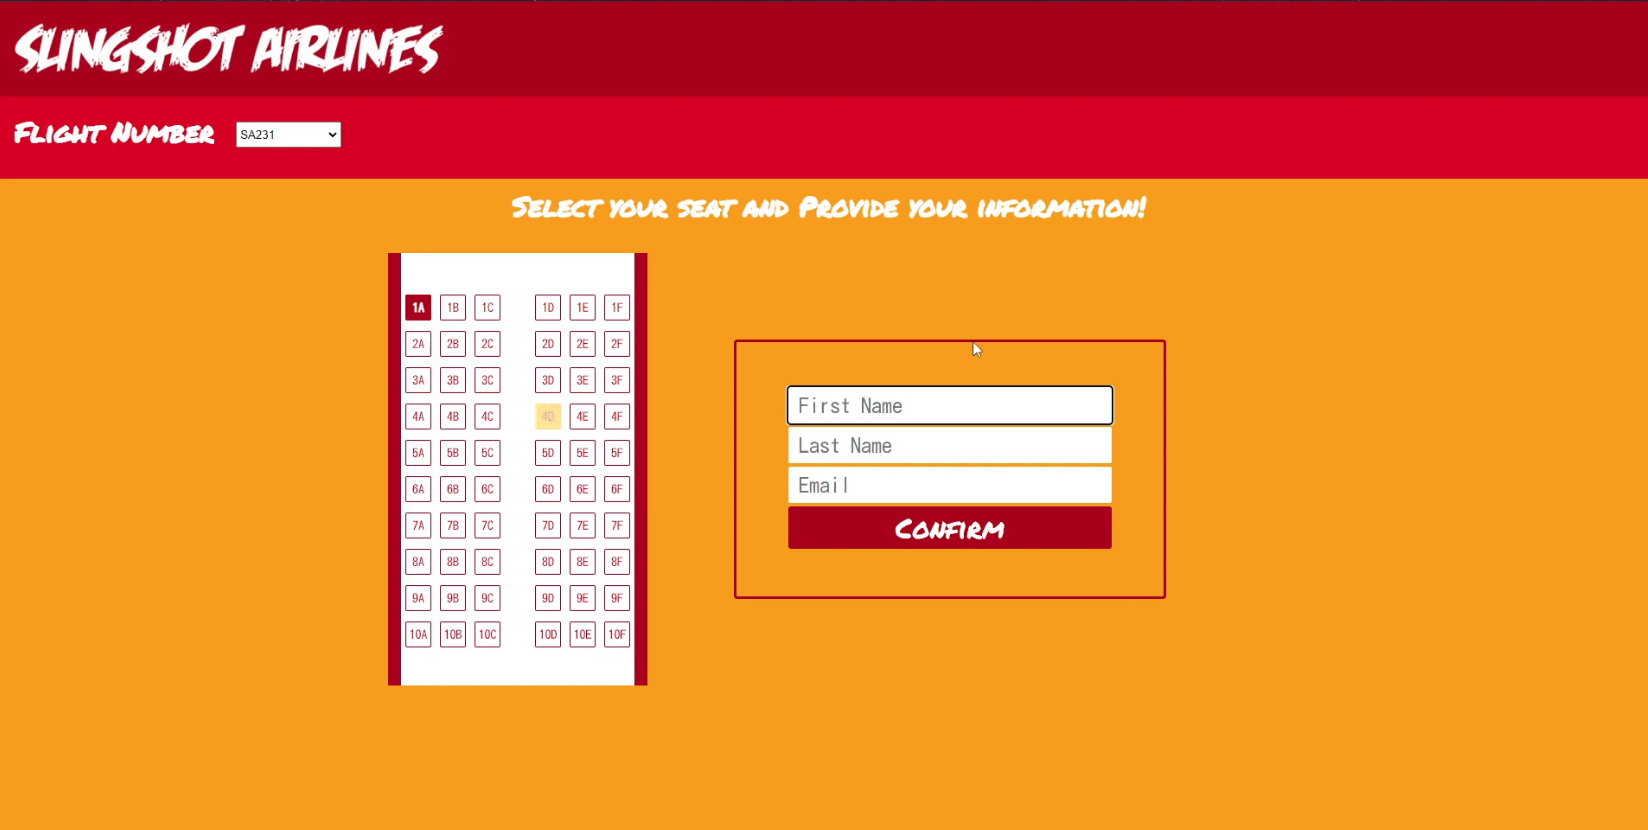 SLINGSHOT AIRLINES
Flight Number SA231
Select your seat and Provide your information!
1A 1B 1C 1D 1E 1F
2A 2B 2C 2D 2E 2F
3A 3B 3C 3D 3E 3F
4A 4B 4C 4D 4E 4F
5A 5B 5C 5D 5E 5F
6A 6B 6C 6D 6E 6F
7A 7B 7C 7D 7E 7F
8A 8B 8C 8D 8E 8F
9A 9B 9C 9D 9E 9F
10A 10B 10C 10D 10E 10F
First Name
Last Name
Email
Confirm